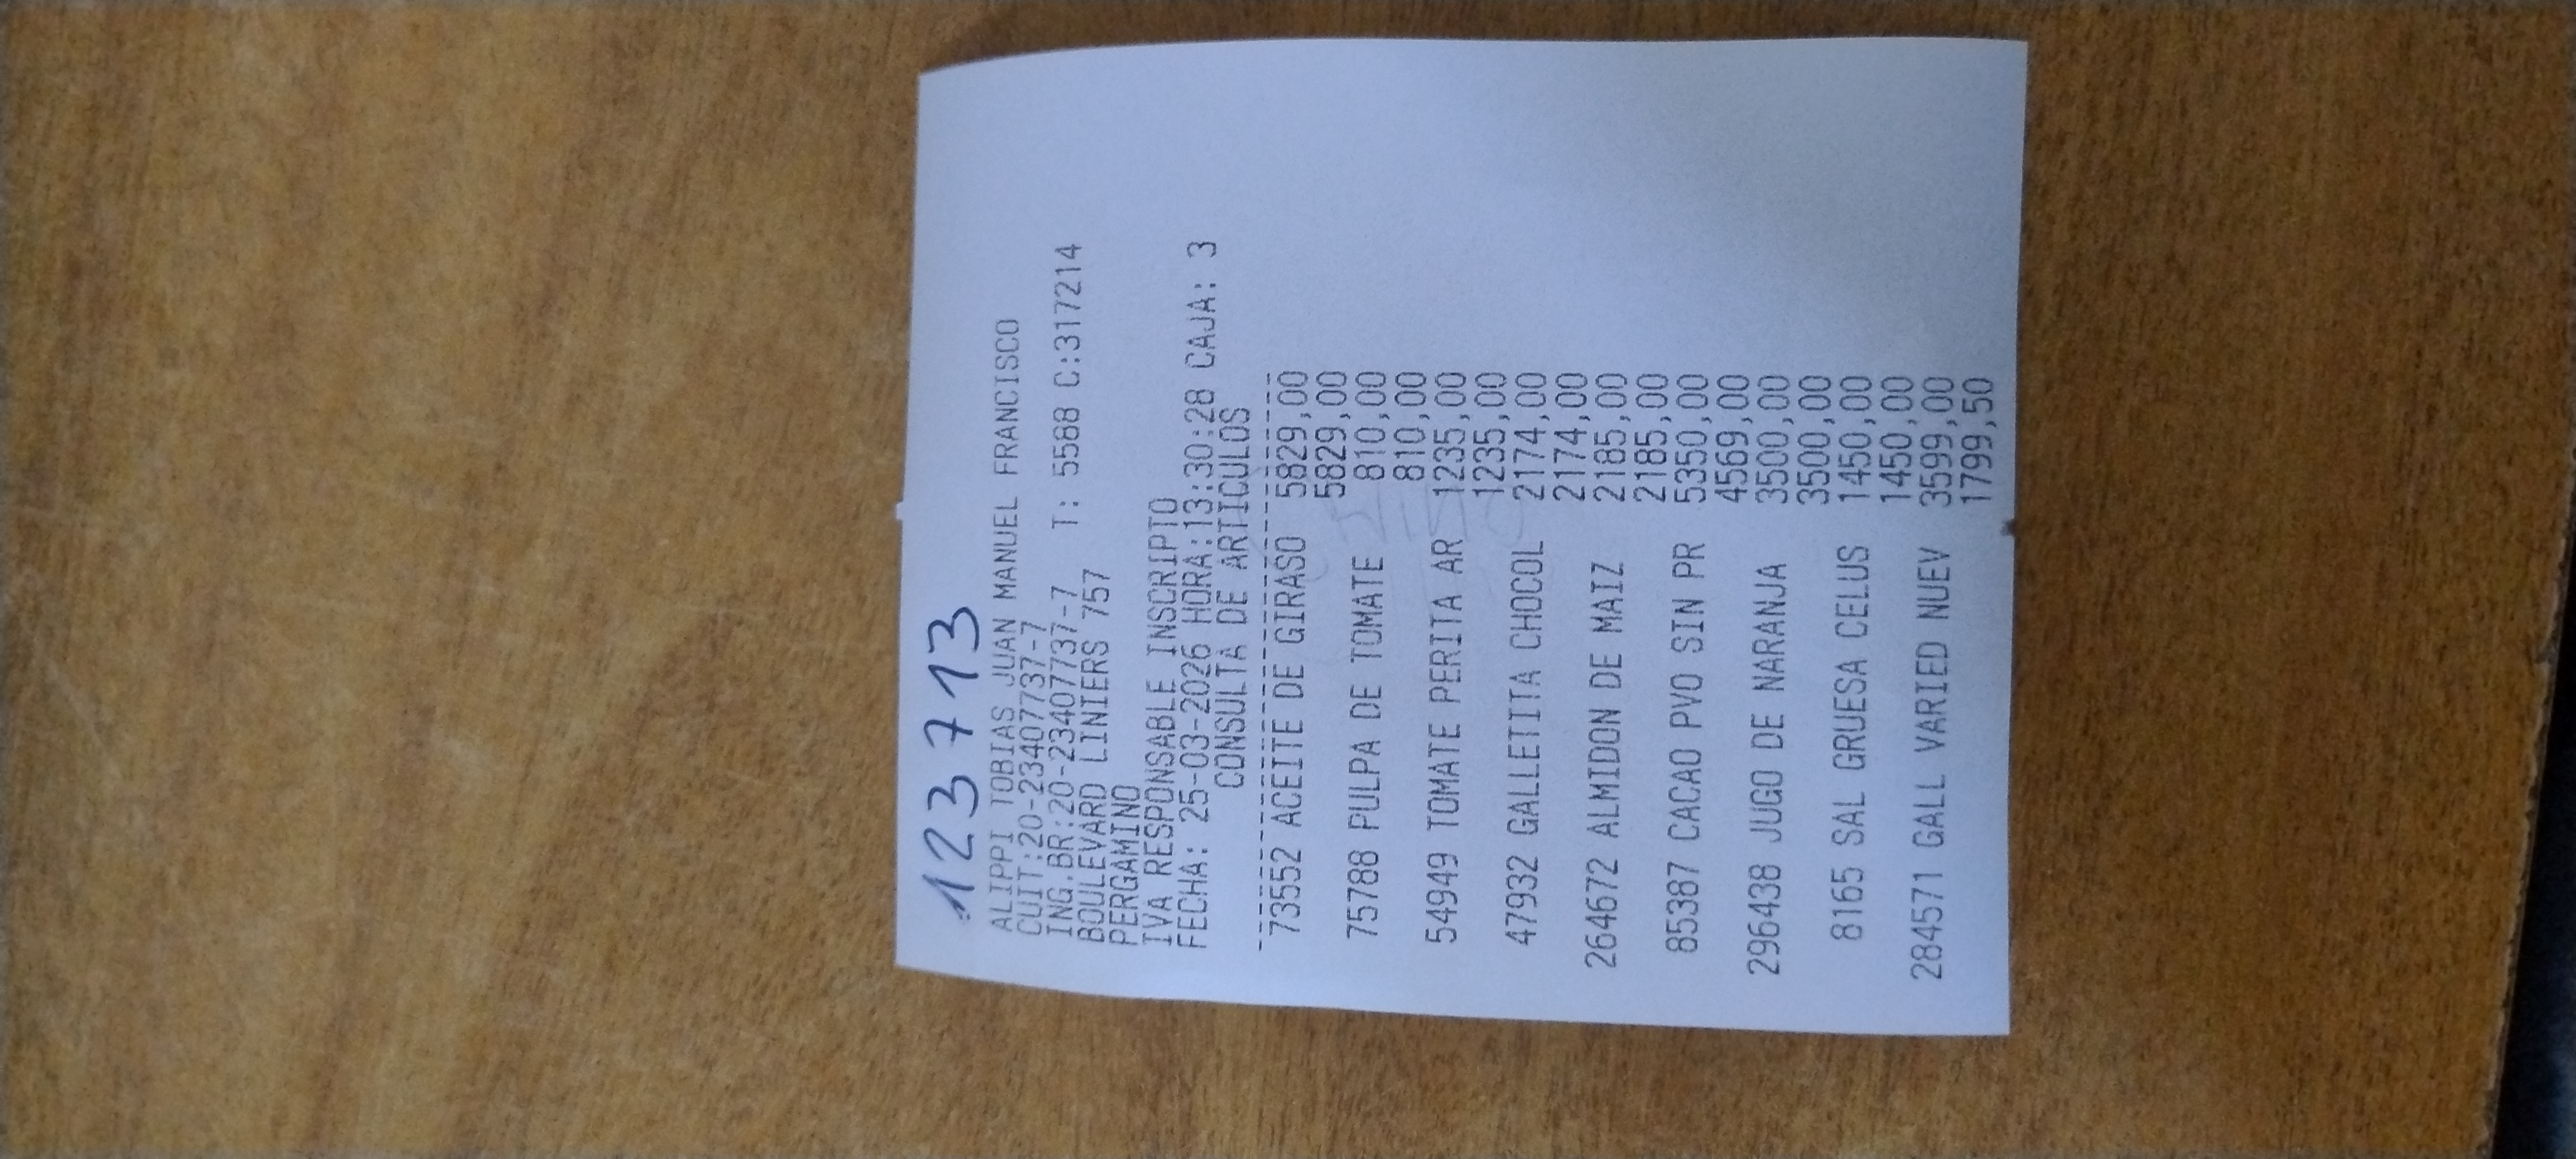 123713
ALIPPI TOBIAS JUAN MANUEL FRANCISCO
CUIT:20-23407737-7
ING.BR:20-23407737-7 T: 5588 C:317214
BOULEVARD LINIERS 757
PERGAMINO
IVA RESPONSABLE INSCRIPTO
FECHA: 25-03-2026 HORA:13:30:28 CAJA: 3
CONSULTA DE ARTICULOS
--------------------------------
73552 ACEITE DE GIRASO 5829,00
5829,00
75788 PULPA DE TOMATE 810,00
810,00
54949 TOMATE PERITA AR 1235,00
1235,00
47932 GALLETITA CHOCOL 2174,00
2174,00
264672 ALMIDON DE MAIZ 2185,00
2185,00
85387 CACAO PVO SIN PR 5350,00
4569,00
296438 JUGO DE NARANJA 3500,00
3500,00
8165 SAL GRUESA CELUS 1450,00
1450,00
284571 GALL VARIED NUEV 3599,00
1799,50